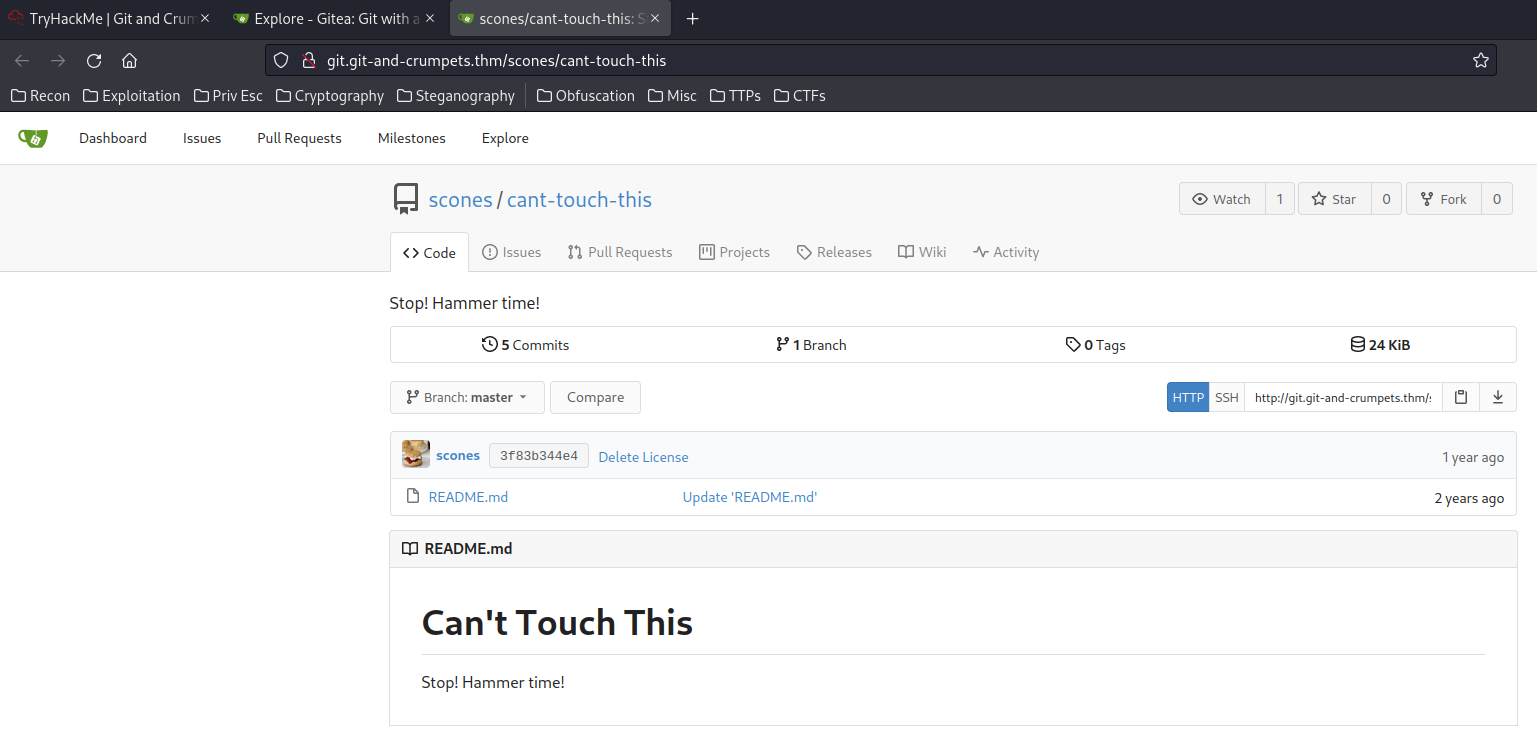 TryHackMe | Git and Crum Explore - Gitea: Git with a scones/cant-touch-this: S
git.git-and-crumpets.thm/scones/cant-touch-this
Recon Exploitation Priv Esc Cryptography Steganography Obfuscation Misc TTPs CTFs
Dashboard Issues Pull Requests Milestones Explore
scones / cant-touch-this Watch 1 Star 0 Fork 0
Code Issues Pull Requests Projects Releases Wiki Activity
Stop! Hammer time!
5 Commits 1 Branch 0 Tags 24 KiB
Branch: master Compare HTTP SSH http://git.git-and-crumpets.thm/s
scones 3f83b344e4 Delete License 1 year ago
README.md Update 'README.md' 2 years ago
README.md
Can't Touch This
Stop! Hammer time!